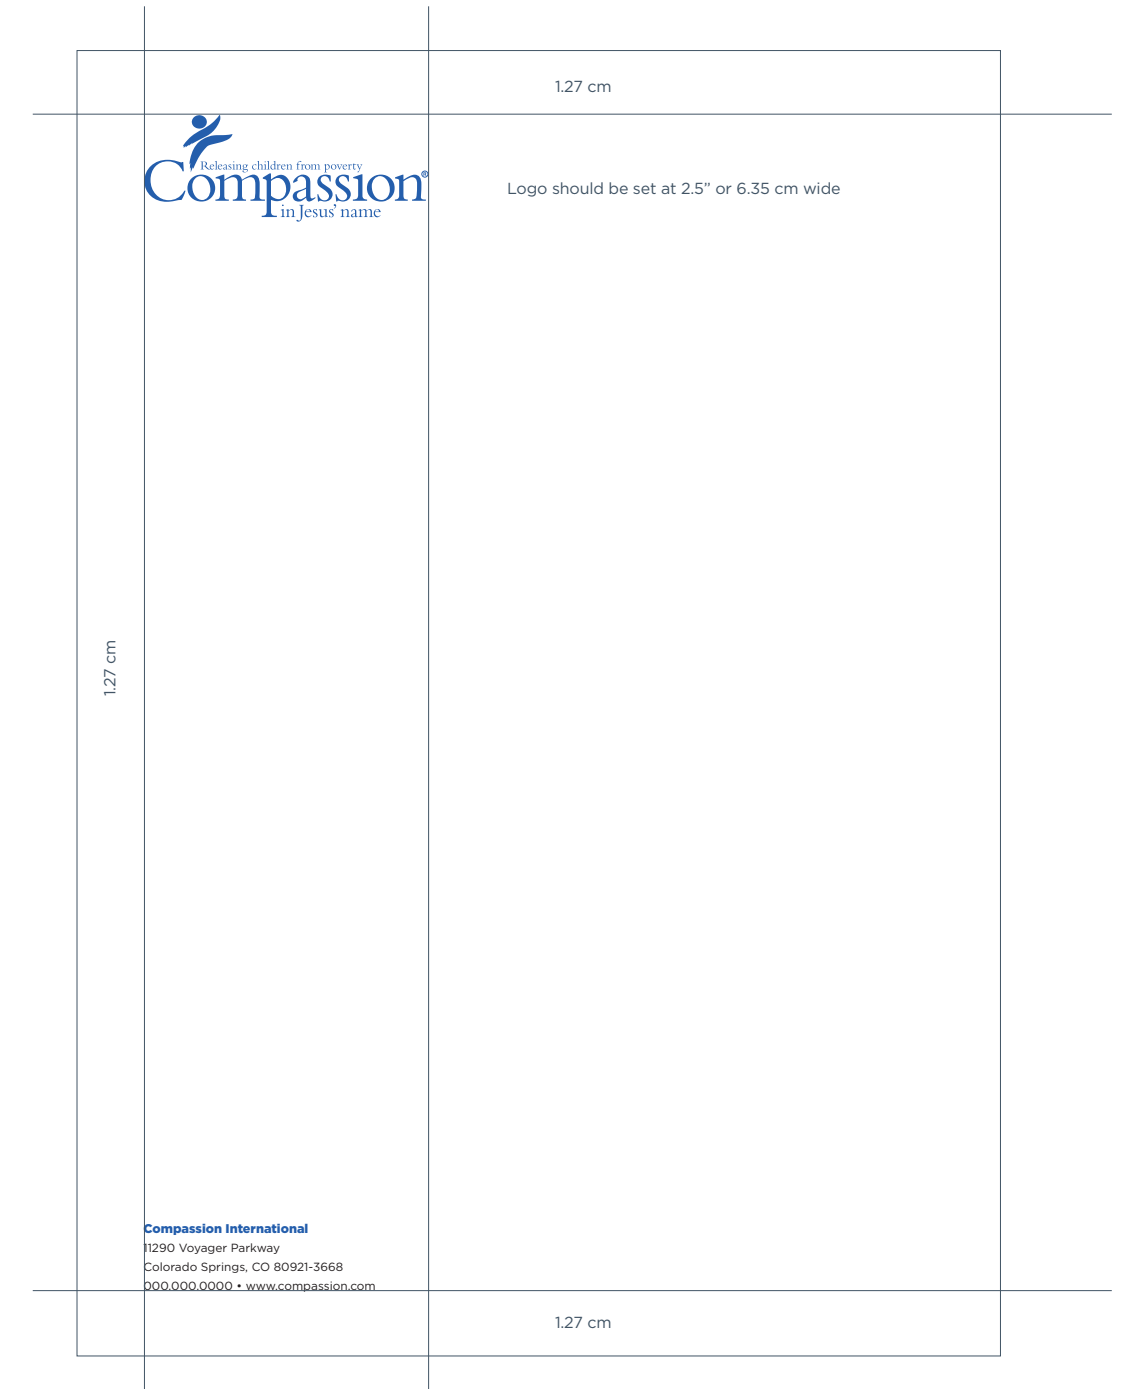 1.27 cm
Releasing children from poverty
Compassion®
in Jesus’ name
Logo should be set at 2.5” or 6.35 cm wide
1.27 cm
Compassion International
11290 Voyager Parkway
Colorado Springs, CO 80921-3668
000.000.0000 • www.compassion.com
1.27 cm